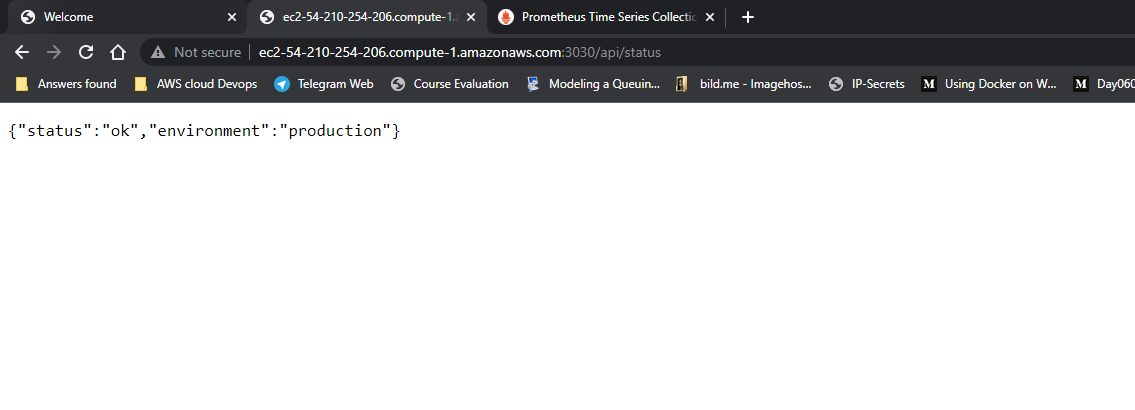 Welcome
ec2-54-210-254-206.compute-1.a
Prometheus Time Series Collectio
Not secure
ec2-54-210-254-206.compute-1.amazonaws.com:3030/api/status
Answers found
AWS cloud Devops
Telegram Web
Course Evaluation
Modeling a Queuin...
bild.me - Imagehos...
IP-Secrets
M
Using Docker on W...
M
Day060
{"status":"ok","environment":"production"}